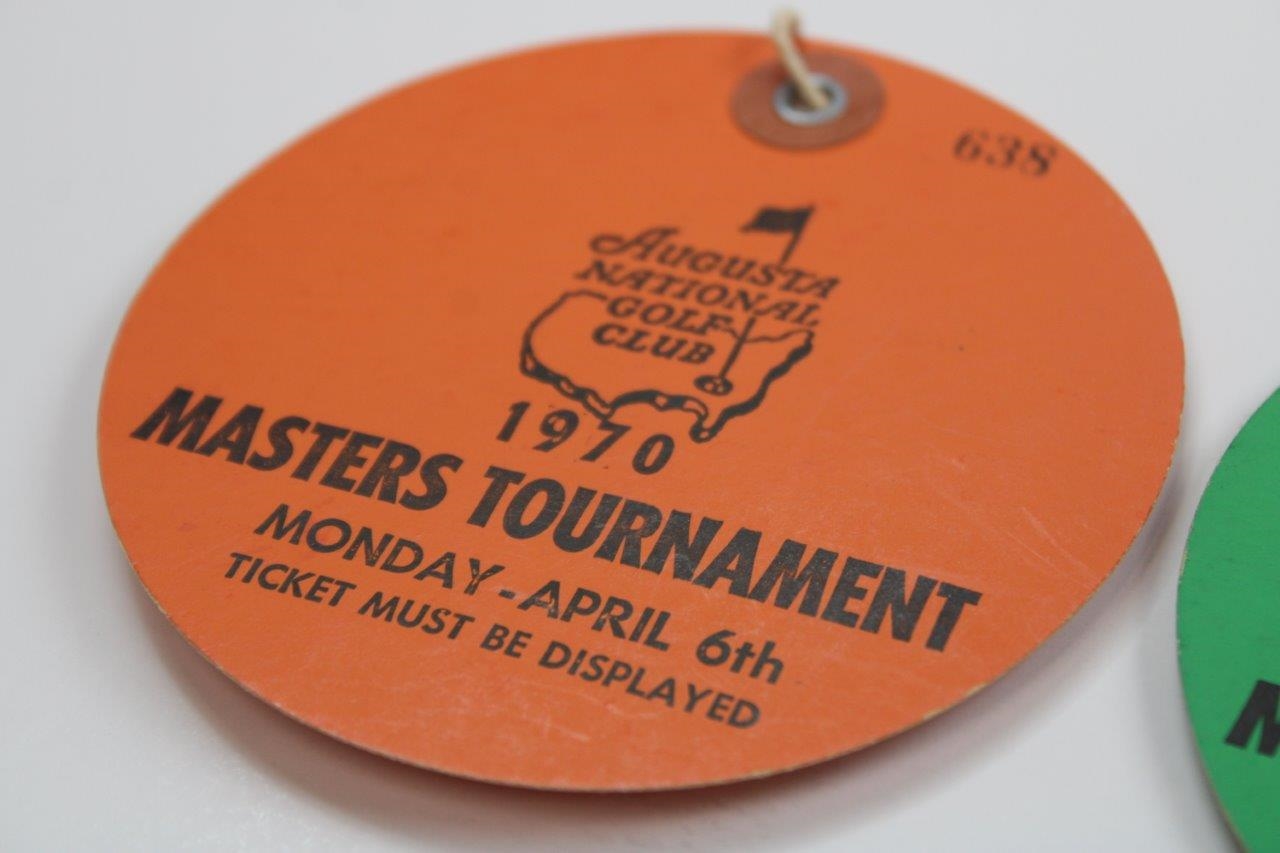 638
Augusta
NATIONAL
GOLF
CLUB
1970
MASTERS TOURNAMENT
MONDAY-APRIL 6th
TICKET MUST BE DISPLAYED
M